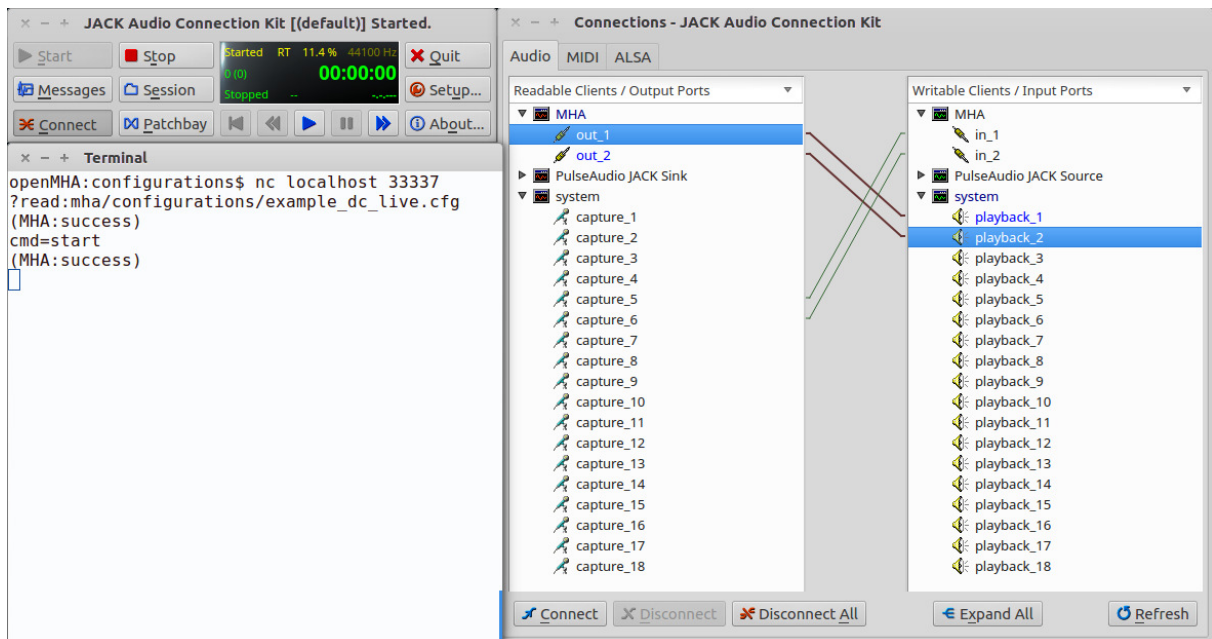 JACK Audio Connection Kit [(default)] Started.
Start
Stop
Started RT 11.4 % 44100 Hz
0 (0) 00:00:00
Stopped -- -.-.---
Quit
Messages
Session
Setup...
Connect
Patchbay
About...
Terminal
openMHA:configurations$ nc localhost 33337
?read:mha/configurations/example_dc_live.cfg
(MHA:success)
cmd=start
(MHA:success)
Connections - JACK Audio Connection Kit
Audio MIDI ALSA
Readable Clients / Output Ports
MHA
out_1
out_2
PulseAudio JACK Sink
system
capture_1
capture_2
capture_3
capture_4
capture_5
capture_6
capture_7
capture_8
capture_9
capture_10
capture_11
capture_12
capture_13
capture_14
capture_15
capture_16
capture_17
capture_18
Writable Clients / Input Ports
MHA
in_1
in_2
PulseAudio JACK Source
system
playback_1
playback_2
playback_3
playback_4
playback_5
playback_6
playback_7
playback_8
playback_9
playback_10
playback_11
playback_12
playback_13
playback_14
playback_15
playback_16
playback_17
playback_18
Connect
Disconnect
Disconnect All
Expand All
Refresh